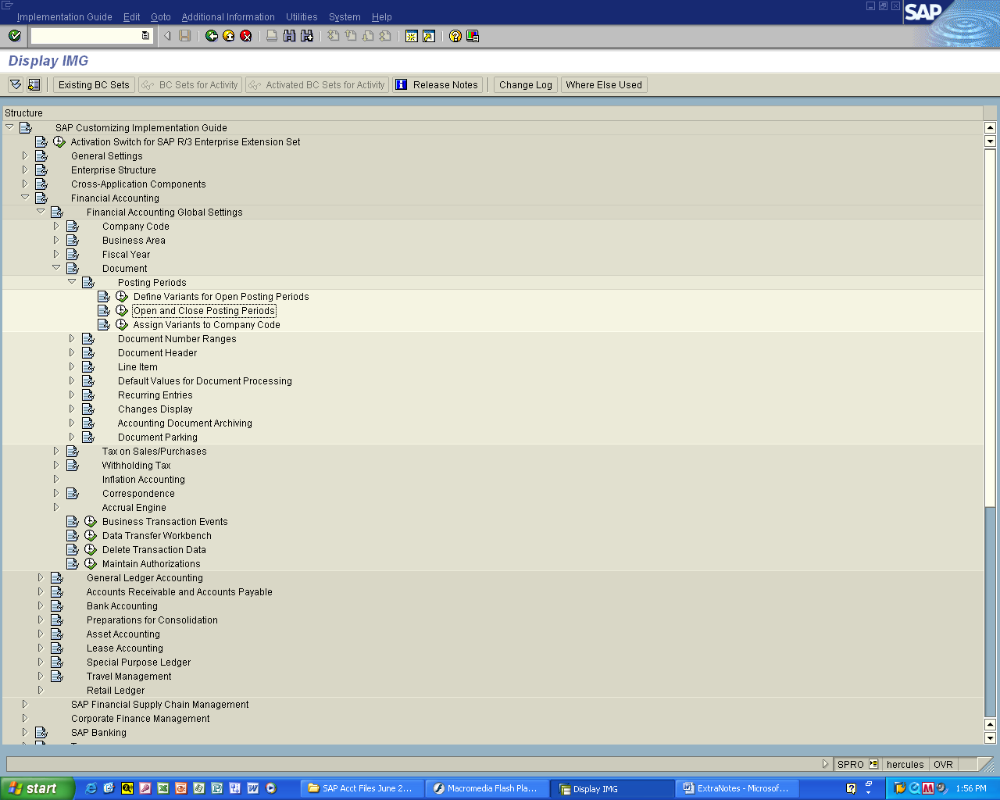 Implementation Guide Edit Goto Additional Information Utilities System Help
SAP
Display IMG
Existing BC Sets BC Sets for Activity Activated BC Sets for Activity Release Notes Change Log Where Else Used
Structure
SAP Customizing Implementation Guide
Activation Switch for SAP R/3 Enterprise Extension Set
General Settings
Enterprise Structure
Cross-Application Components
Financial Accounting
Financial Accounting Global Settings
Company Code
Business Area
Fiscal Year
Document
Posting Periods
Define Variants for Open Posting Periods
Open and Close Posting Periods
Assign Variants to Company Code
Document Number Ranges
Document Header
Line Item
Default Values for Document Processing
Recurring Entries
Changes Display
Accounting Document Archiving
Document Parking
Tax on Sales/Purchases
Withholding Tax
Inflation Accounting
Correspondence
Accrual Engine
Business Transaction Events
Data Transfer Workbench
Delete Transaction Data
Maintain Authorizations
General Ledger Accounting
Accounts Receivable and Accounts Payable
Bank Accounting
Preparations for Consolidation
Asset Accounting
Lease Accounting
Special Purpose Ledger
Travel Management
Retail Ledger
SAP Financial Supply Chain Management
Corporate Finance Management
SAP Banking
SPRO hercules OVR
start SAP Acct Files June 2... Macromedia Flash Pla... Display IMG ExtraNotes - Microsof... 1:56 PM